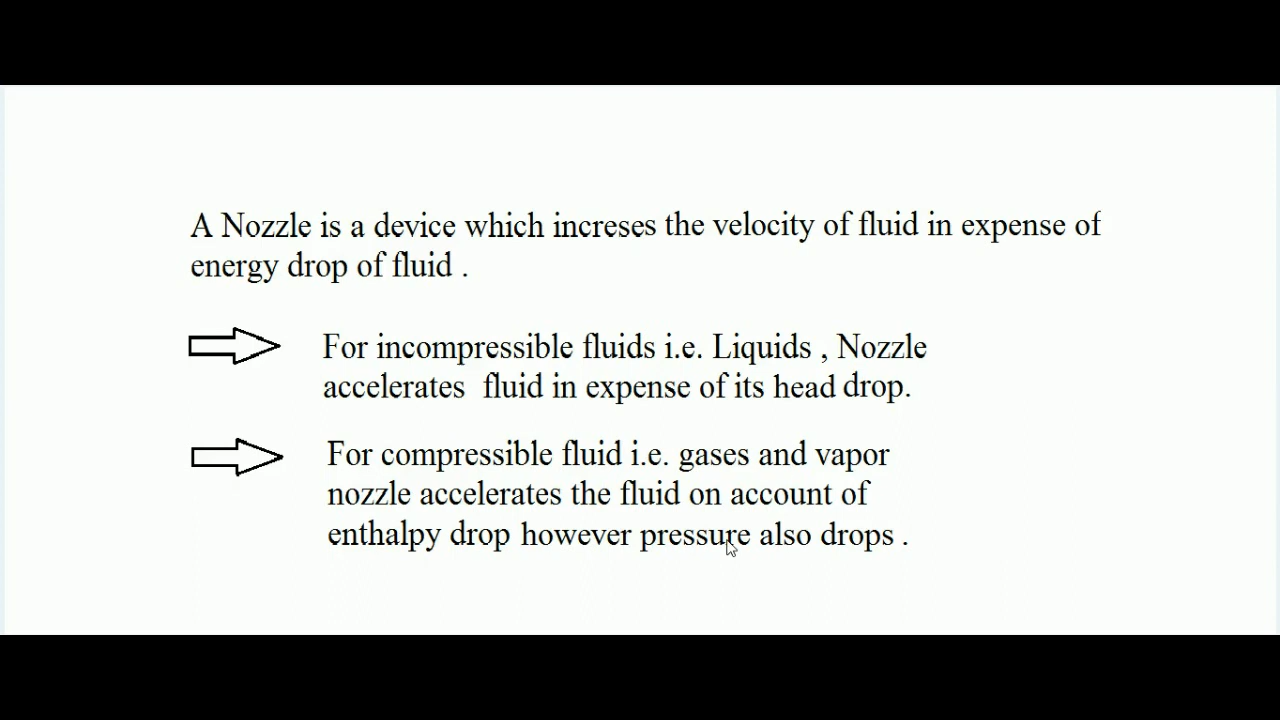 A Nozzle is a device which increses the velocity of fluid in expense of
energy drop of fluid .
For incompressible fluids i.e. Liquids , Nozzle
accelerates fluid in expense of its head drop.
For compressible fluid i.e. gases and vapor
nozzle accelerates the fluid on account of
enthalpy drop however pressure also drops .